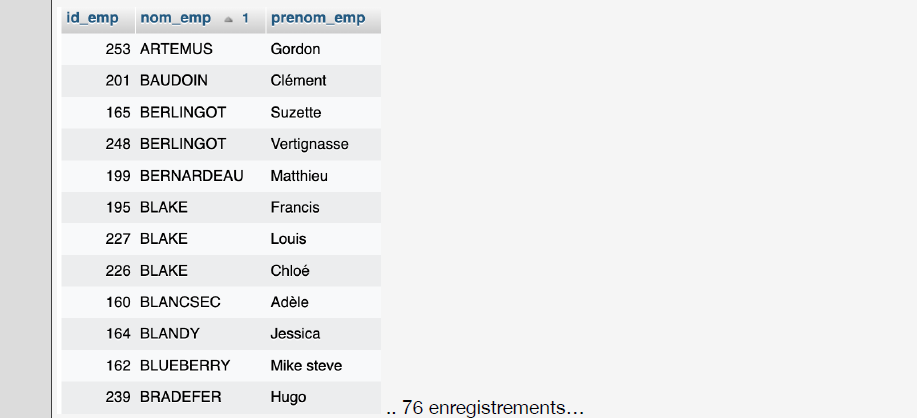 id_emp nom_emp 1 prenom_emp
253 ARTEMUS Gordon
201 BAUDOIN Clément
165 BERLINGOT Suzette
248 BERLINGOT Vertignasse
199 BERNARDEAU Matthieu
195 BLAKE Francis
227 BLAKE Louis
226 BLAKE Chloé
160 BLANCSEC Adèle
164 BLANDY Jessica
162 BLUEBERRY Mike steve
239 BRADEFER Hugo
.. 76 enregistrements…